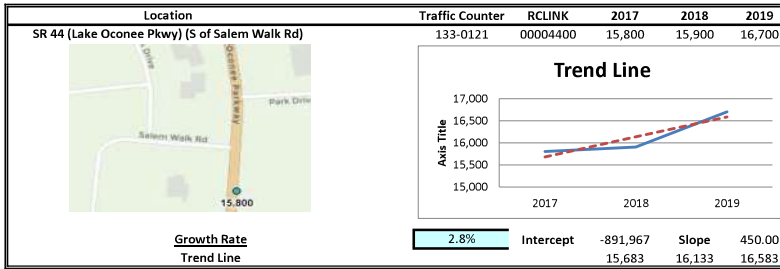 Location Traffic Counter RCLINK 2017 2018 2019
SR 44 (Lake Oconee Pkwy) (S of Salem Walk Rd) 133-0121 00004400 15,800 15,900 16,700
Drive
Oconee Parkway
Park Driv
Salem Walk Rd
15,800
Trend Line
Axis Title
17,000
16,500
16,000
15,500
15,000
2017 2018 2019
Growth Rate 2.8% Intercept -891,967 Slope 450.00
Trend Line 15,683 16,133 16,583